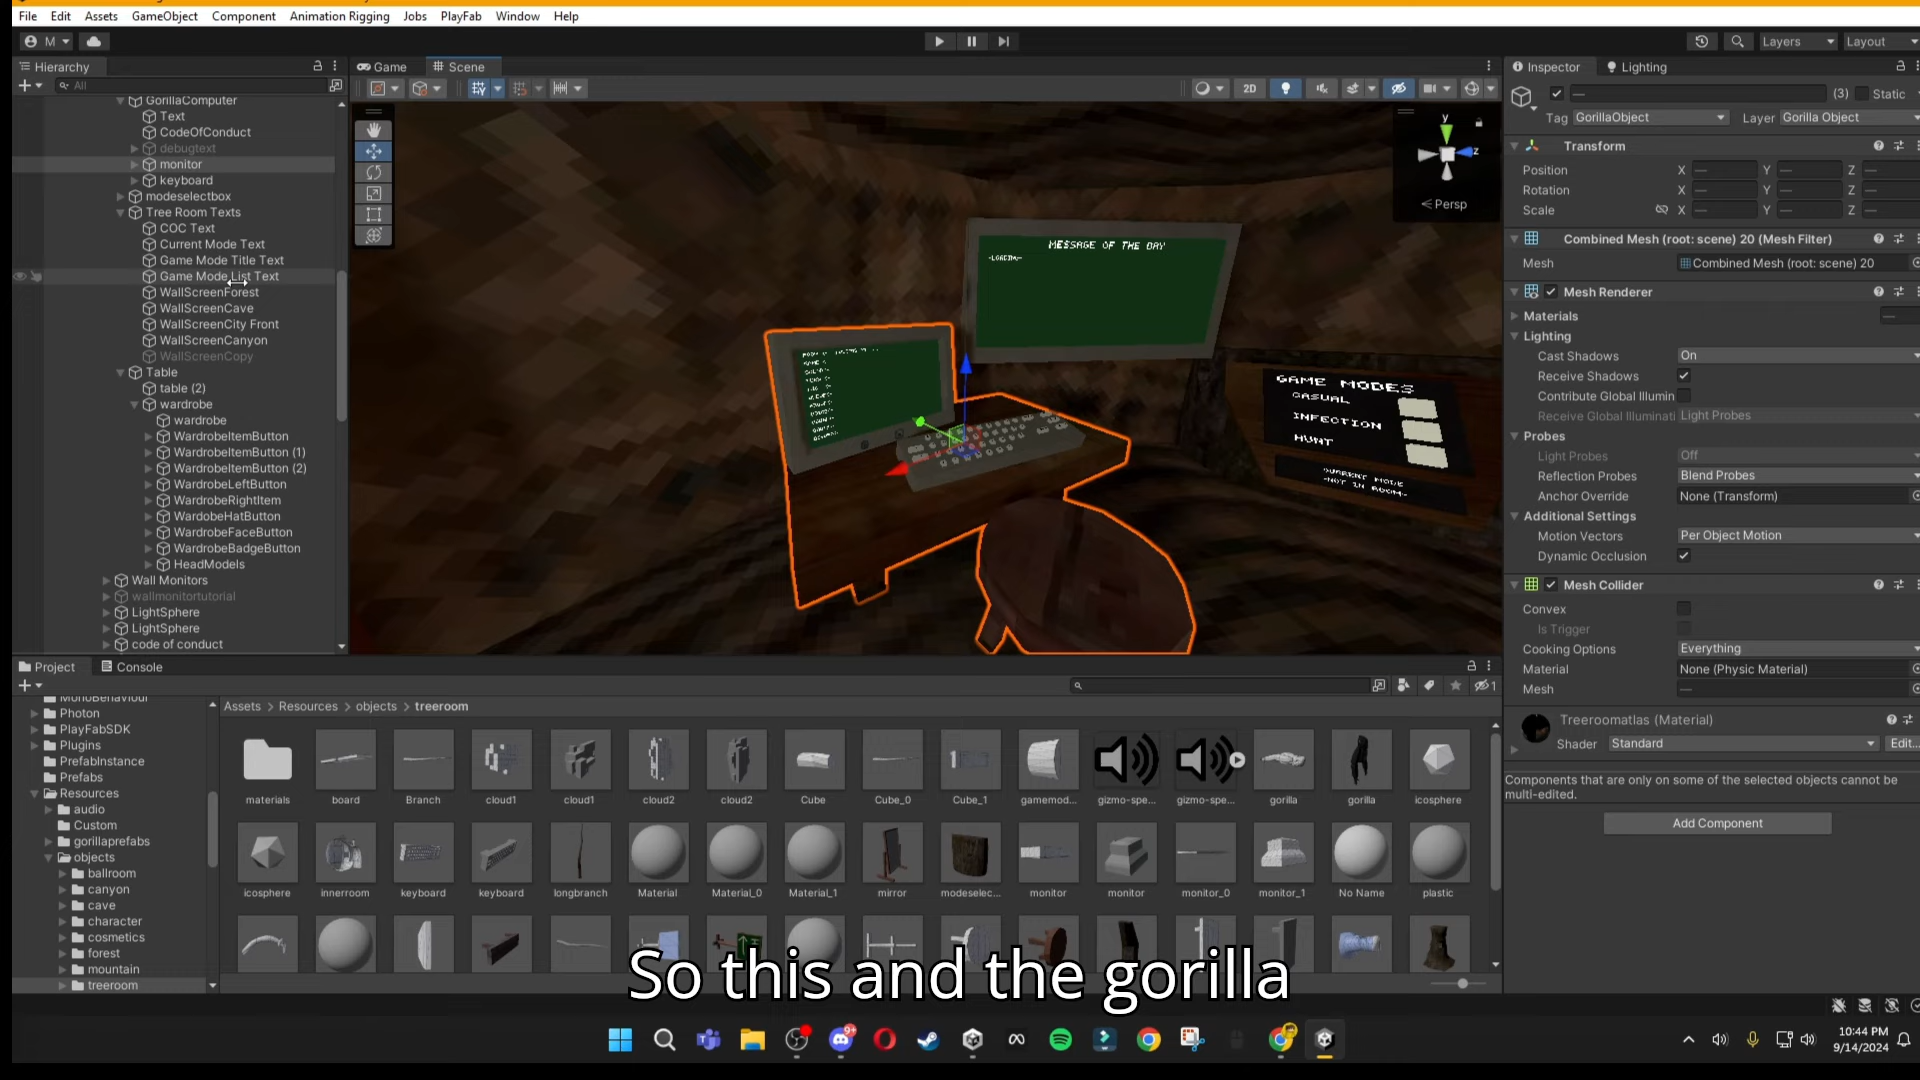 File Edit Assets GameObject Component Animation Rigging Jobs PlayFab Window Help
M Layers Layout
Hierarchy Game Scene Inspector Lighting
All 2D
GorillaComputer
Text
CodeOfConduct
debugtext
monitor
keyboard
modeselectbox
Tree Room Texts
COC Text
Current Mode Text
Game Mode Title Text
Game Mode List Text
WallScreenForest
WallScreenCave
WallScreenCity Front
WallScreenCanyon
WallScreenCopy
Table
table (2)
wardrobe
wardrobe
WardrobeItemButton
WardrobeItemButton (1)
WardrobeItemButton (2)
WardrobeLeftButton
WardrobeRightItem
WardobeHatButton
WardrobeFaceButton
WardrobeBadgeButton
HeadModels
Wall Monitors
wallmonitortutorial
LightSphere
LightSphere
code of conduct
y
z
Persp
MESSAGE OF THE DAY
-LOADING-
GAME MODES
CASUAL
INFECTION
HUNT
CURRENT MODE
-NOT IN ROOM-
(3) Static
Tag GorillaObject Layer Gorilla Object
Transform
Position X — Y — Z —
Rotation X — Y — Z —
Scale X — Y — Z —
Combined Mesh (root: scene) 20 (Mesh Filter)
Mesh Combined Mesh (root: scene) 20
Mesh Renderer
Materials —
Lighting
Cast Shadows On
Receive Shadows
Contribute Global Illumin
Receive Global Illuminati Light Probes
Probes
Light Probes Off
Reflection Probes Blend Probes
Anchor Override None (Transform)
Additional Settings
Motion Vectors Per Object Motion
Dynamic Occlusion
Mesh Collider
Convex
Is Trigger
Cooking Options Everything
Material None (Physic Material)
Mesh —
Treeroomatlas (Material)
Shader Standard Edit...
Components that are only on some of the selected objects cannot be
multi-edited.
Add Component
Project Console
1
MonoBehaviour
Photon
PlayFabSDK
Plugins
PrefabInstance
Prefabs
Resources
audio
Custom
gorillaprefabs
objects
ballroom
canyon
cave
character
cosmetics
forest
mountain
treeroom
Assets > Resources > objects > treeroom
materials board Branch cloud1 cloud1 cloud2 cloud2 Cube Cube_0 Cube_1 gamemod... gizmo-spe... gizmo-spe... gorilla gorilla icosphere
icosphere innerroom keyboard keyboard longbranch Material Material_0 Material_1 mirror modeselec... monitor monitor monitor_0 monitor_1 No Name plastic
So this and the gorilla
9+
10:44 PM
9/14/2024